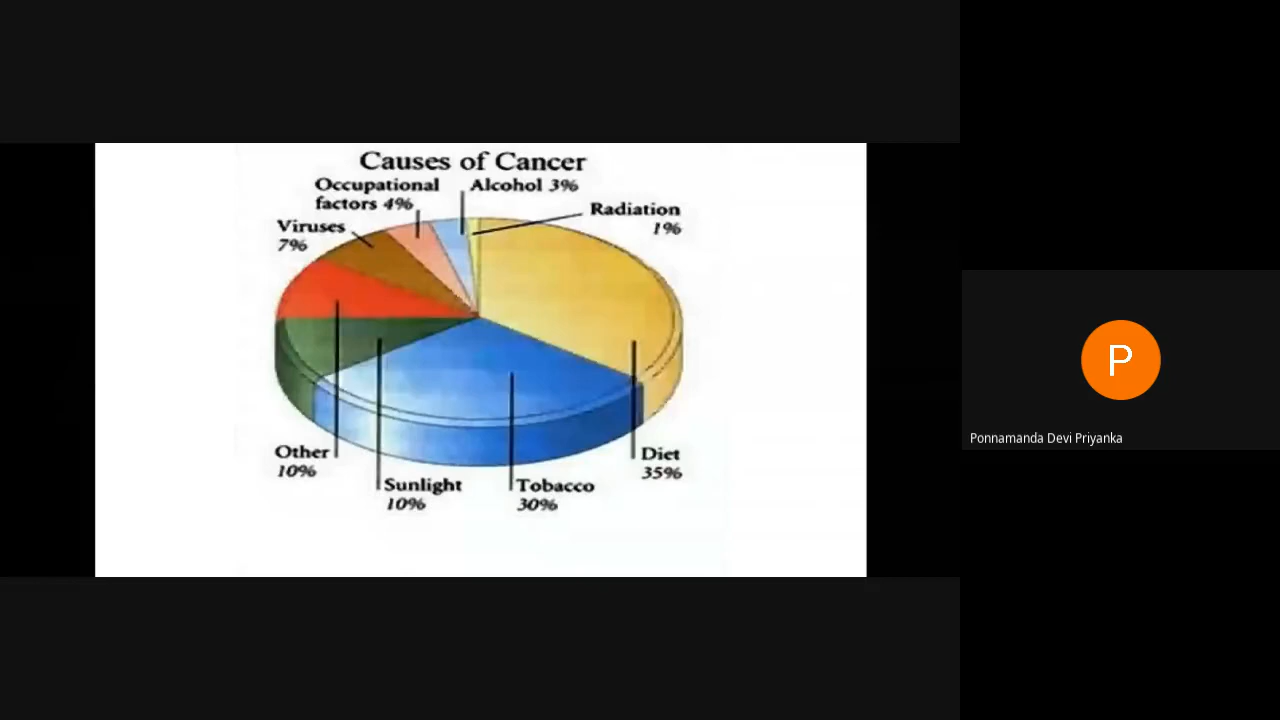 Causes of Cancer
Occupational
factors 4%
Alcohol 3%
Radiation
1%
Viruses
7%
Other
10%
Sunlight
10%
Tobacco
30%
Diet
35%
P
Ponnamanda Devi Priyanka